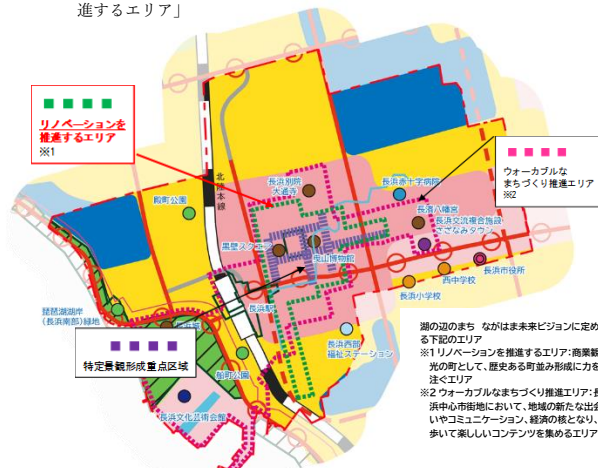 進するエリア」
リノベーションを
推進するエリア
※1
ウォーカブルな
まちづくり推進エリア
※2
北陸本線
殿町公園
長浜別院
大通寺
長浜赤十字病院
長濱八幡宮
長浜交流複合施設
さざなみタウン
黒壁スクエア
曳山博物館
長浜市役所
西中学校
長浜小学校
長浜駅
琵琶湖湖岸
(長浜南部)緑地
特定景観形成重点区域
船町公園
長浜西部
福祉ステーション
長浜文化芸術会館
湖の辺のまち ながはま未来ビジョンに定め
る下記のエリア
※1リノベーションを推進するエリア:商業観
光の町として、歴史ある町並み形成に力を
注ぐエリア
※2ウォーカブルなまちづくり推進エリア:長
浜中心市街地において、地域の新たな出会
いやコミュニケーション、経済の核となり、
歩いて楽ししいコンテンツを集めるエリア